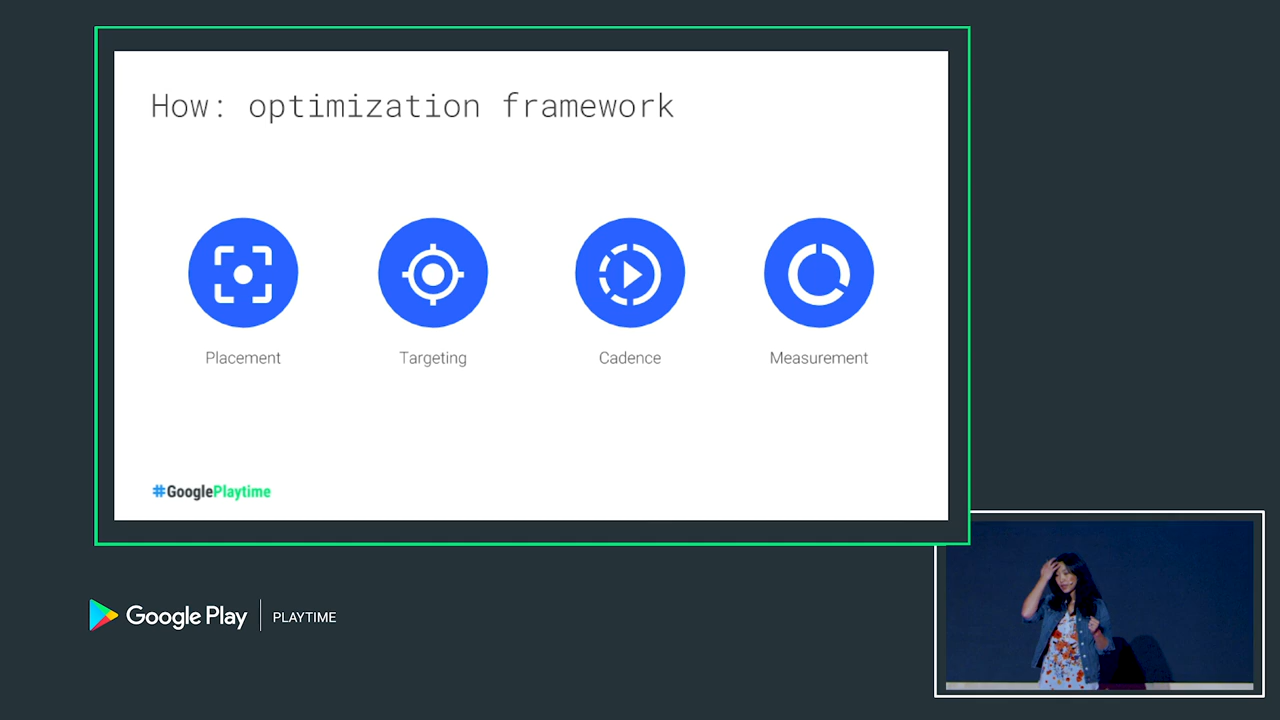 How: optimization framework
Placement
Targeting
Cadence
Measurement
#GooglePlaytime
Google Play
PLAYTIME